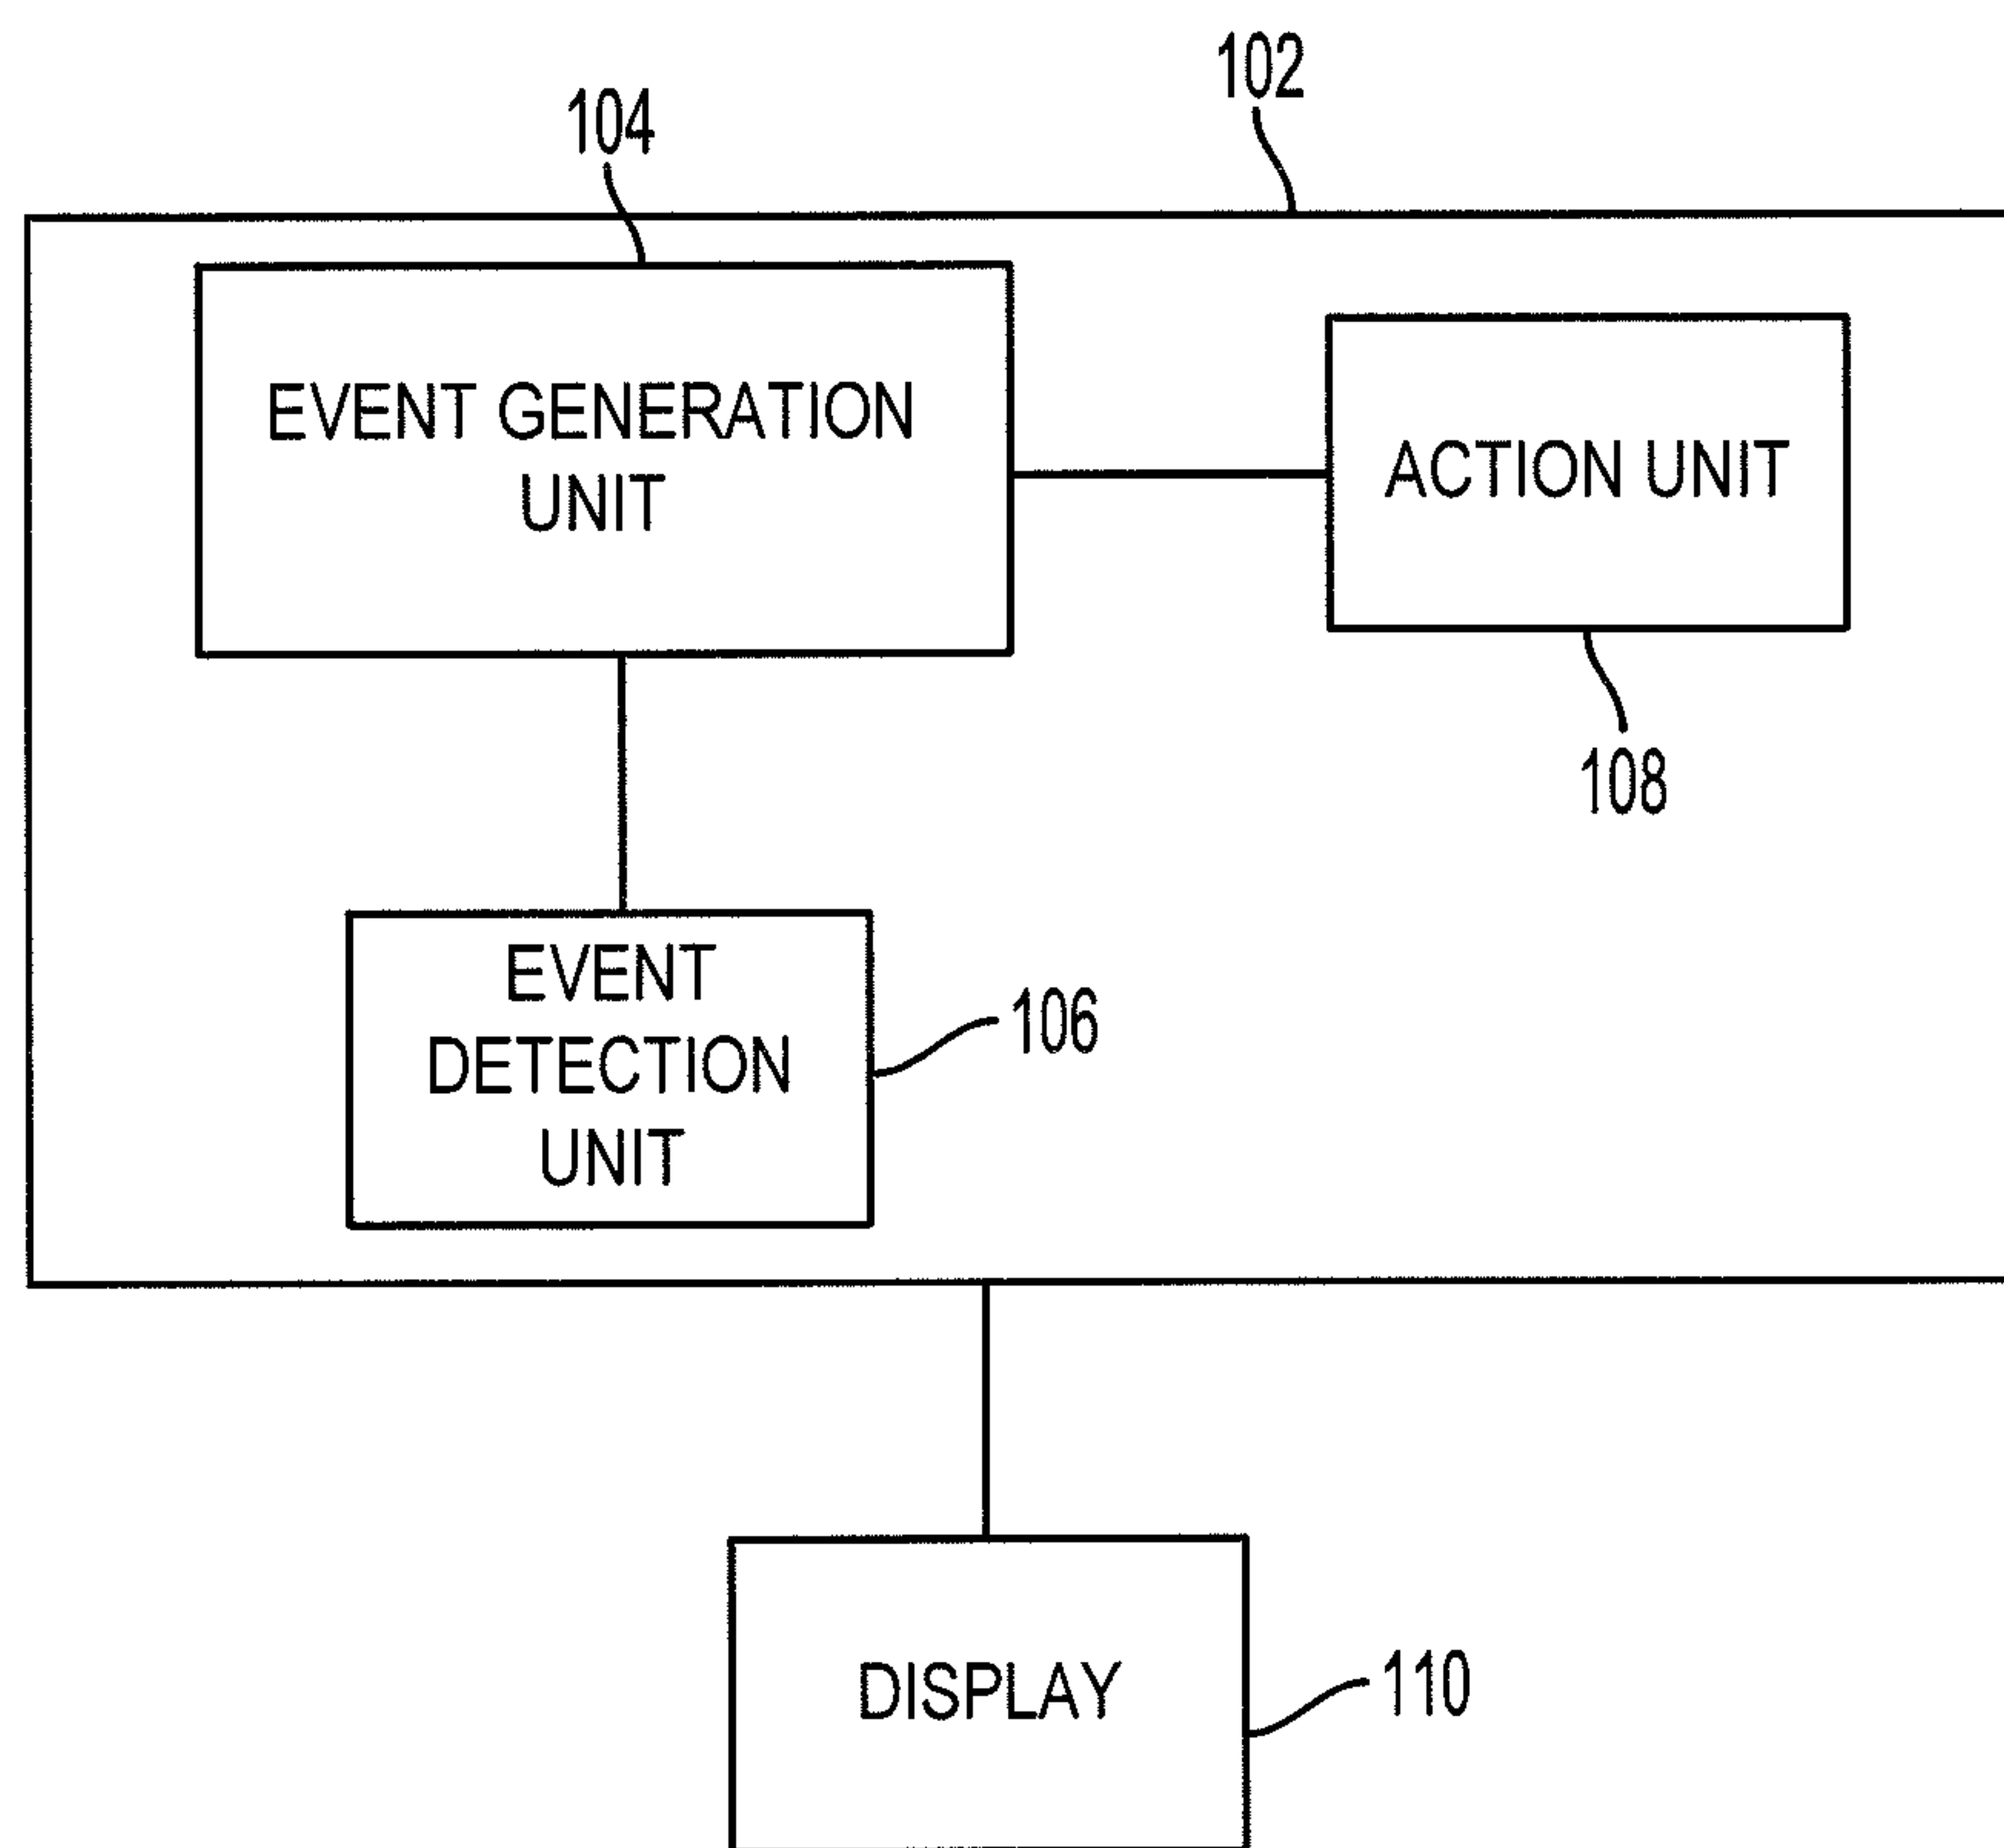 102
104
EVENT GENERATION
UNIT
ACTION UNIT
108
EVENT
DETECTION
UNIT
106
DISPLAY
110